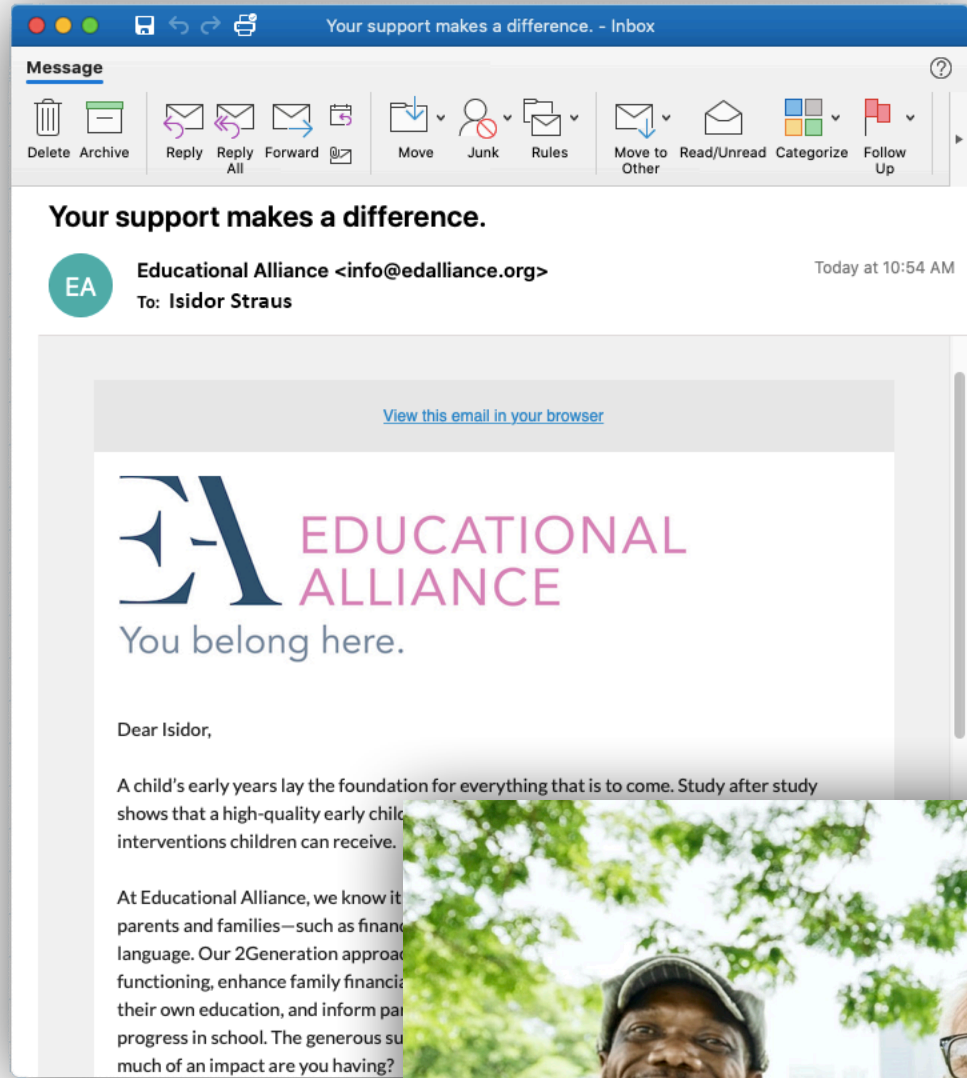 Your support makes a difference. - Inbox
Message
Delete Archive Reply Reply All Forward Move Junk Rules Move to Other Read/Unread Categorize Follow Up
Your support makes a difference.
EA
Educational Alliance <info@edalliance.org>
Today at 10:54 AM
To: Isidor Straus
View this email in your browser
EA
EDUCATIONAL
ALLIANCE
You belong here.
Dear Isidor,
A child's early years lay the foundation for everything that is to come. Study after study
shows that a high-quality early
interventions children can receive.
At Educational Alliance, we know it
parents and families—such as
language. Our 2Generation
functioning, enhance family
their own education, and inform
progress in school. The generous
much of an impact are you having?